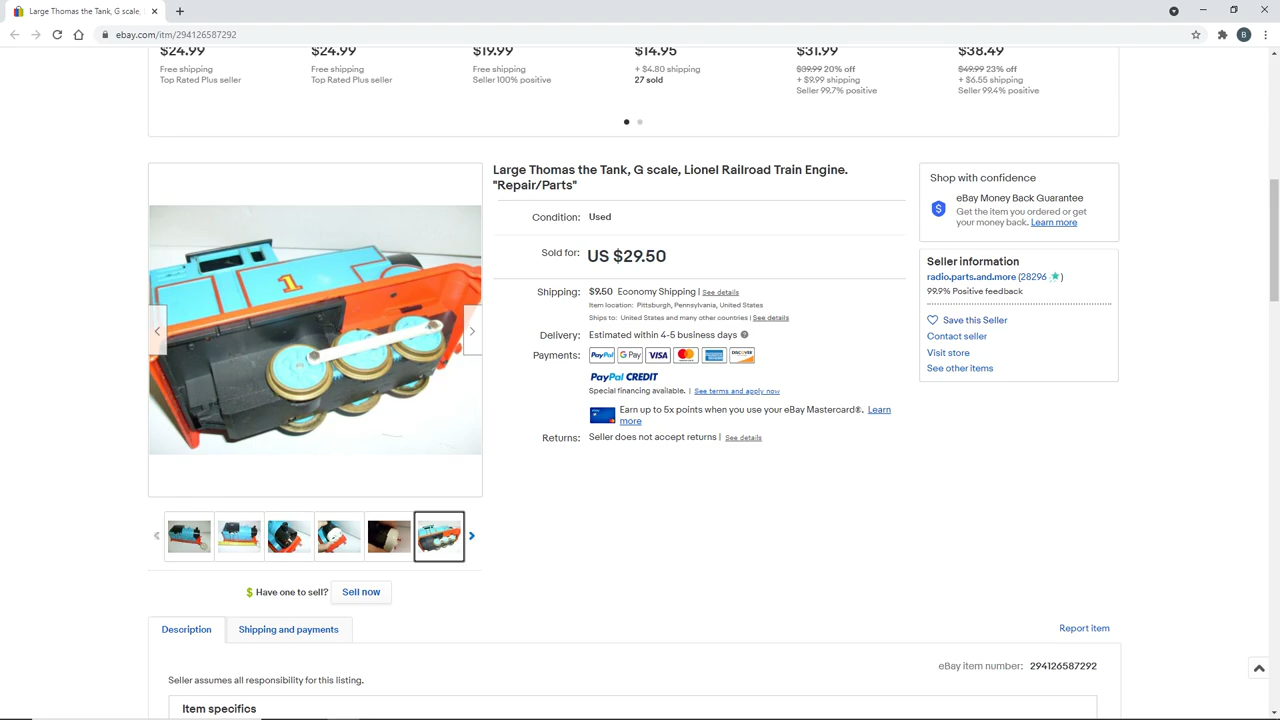 Large Thomas the Tank, G scale,
ebay.com/itm/294126587292
B
$24.99
Free shipping
Top Rated Plus seller
$24.99
Free shipping
Top Rated Plus seller
$19.99
Free shipping
Seller 100% positive
$14.95
+ $4.80 shipping
27 sold
$31.99
$39.99 20% off
+ $9.99 shipping
Seller 99.7% positive
$38.49
$49.99 23% off
+ $6.55 shipping
Seller 99.4% positive
1
Large Thomas the Tank, G scale, Lionel Railroad Train Engine.
"Repair/Parts"
Condition: Used
Sold for: US $29.50
Shipping: $9.50 Economy Shipping | See details
Item location: Pittsburgh, Pennsylvania, United States
Ships to: United States and many other countries | See details
Delivery: Estimated within 4-5 business days
Payments: PayPal G Pay VISA DISCOVER
PayPal CREDIT
Special financing available. | See terms and apply now
Earn up to 5x points when you use your eBay Mastercard®. Learn
more
Returns: Seller does not accept returns | See details
Shop with confidence
eBay Money Back Guarantee
Get the item you ordered or get
your money back. Learn more
Seller information
radio.parts.and.more (28296 )
99.9% Positive feedback
Save this Seller
Contact seller
Visit store
See other items
$ Have one to sell? Sell now
Description
Shipping and payments
Report item
eBay item number: 294126587292
Seller assumes all responsibility for this listing.
Item specifics